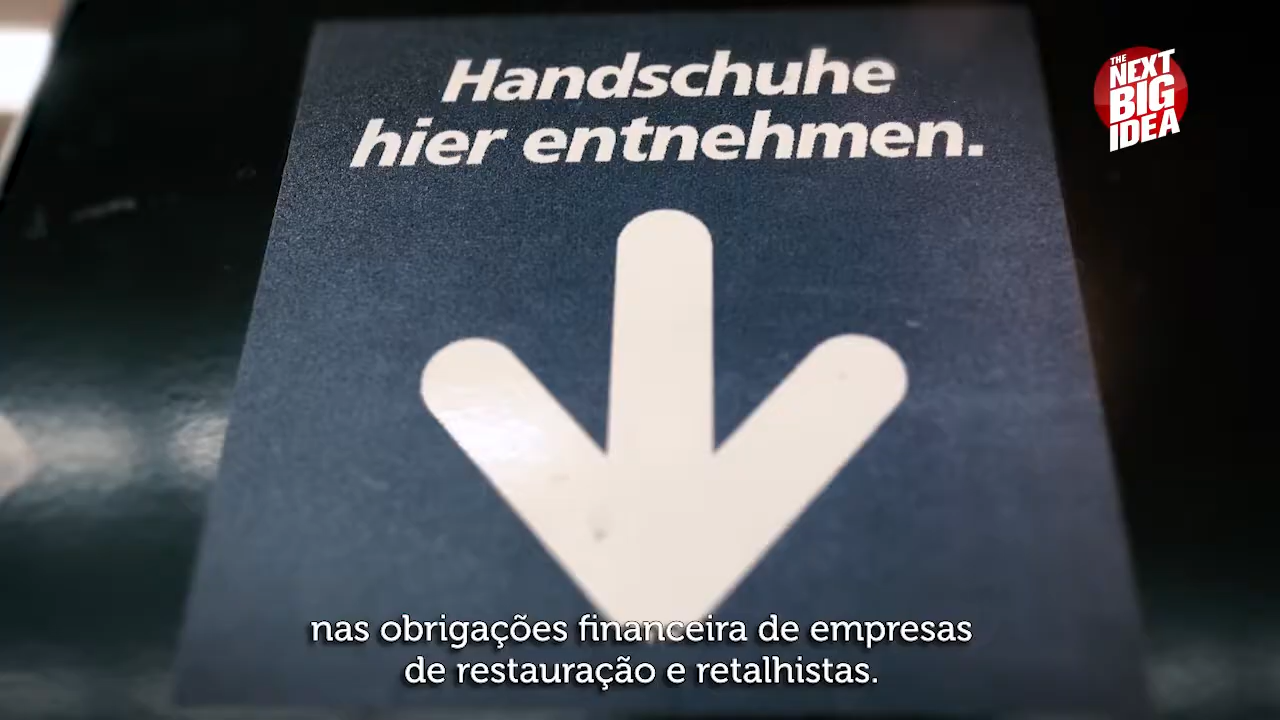 Handschuhe
hier entnehmen.
THE
NEXT
BIG
IDEA
nas obrigações financeira de empresas
de restauração e retalhistas.